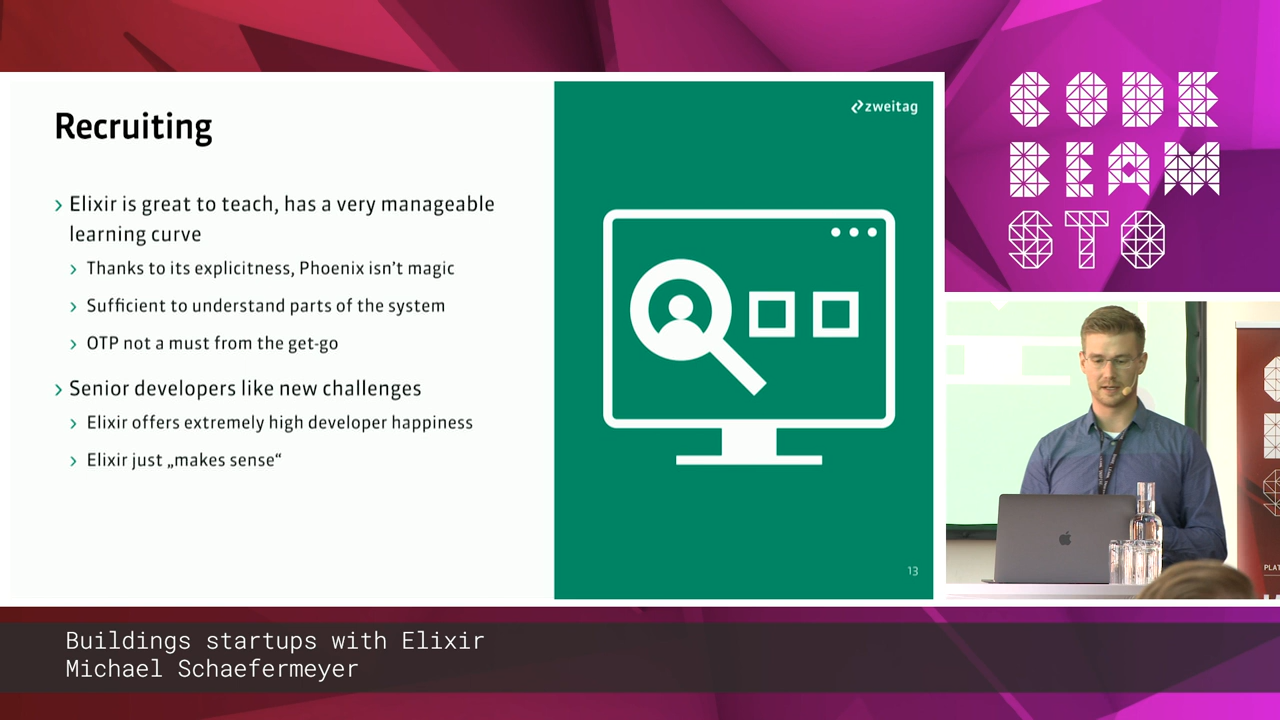 Recruiting
› Elixir is great to teach, has a very manageable
learning curve
› Thanks to its explicitness, Phoenix isn't magic
› Sufficient to understand parts of the system
› OTP not a must from the get-go
› Senior developers like new challenges
› Elixir offers extremely high developer happiness
› Elixir just „makes sense“
zweitag
13
CODE
BEAM
STO
PLAT
Buildings startups with Elixir
Michael Schaefermeyer